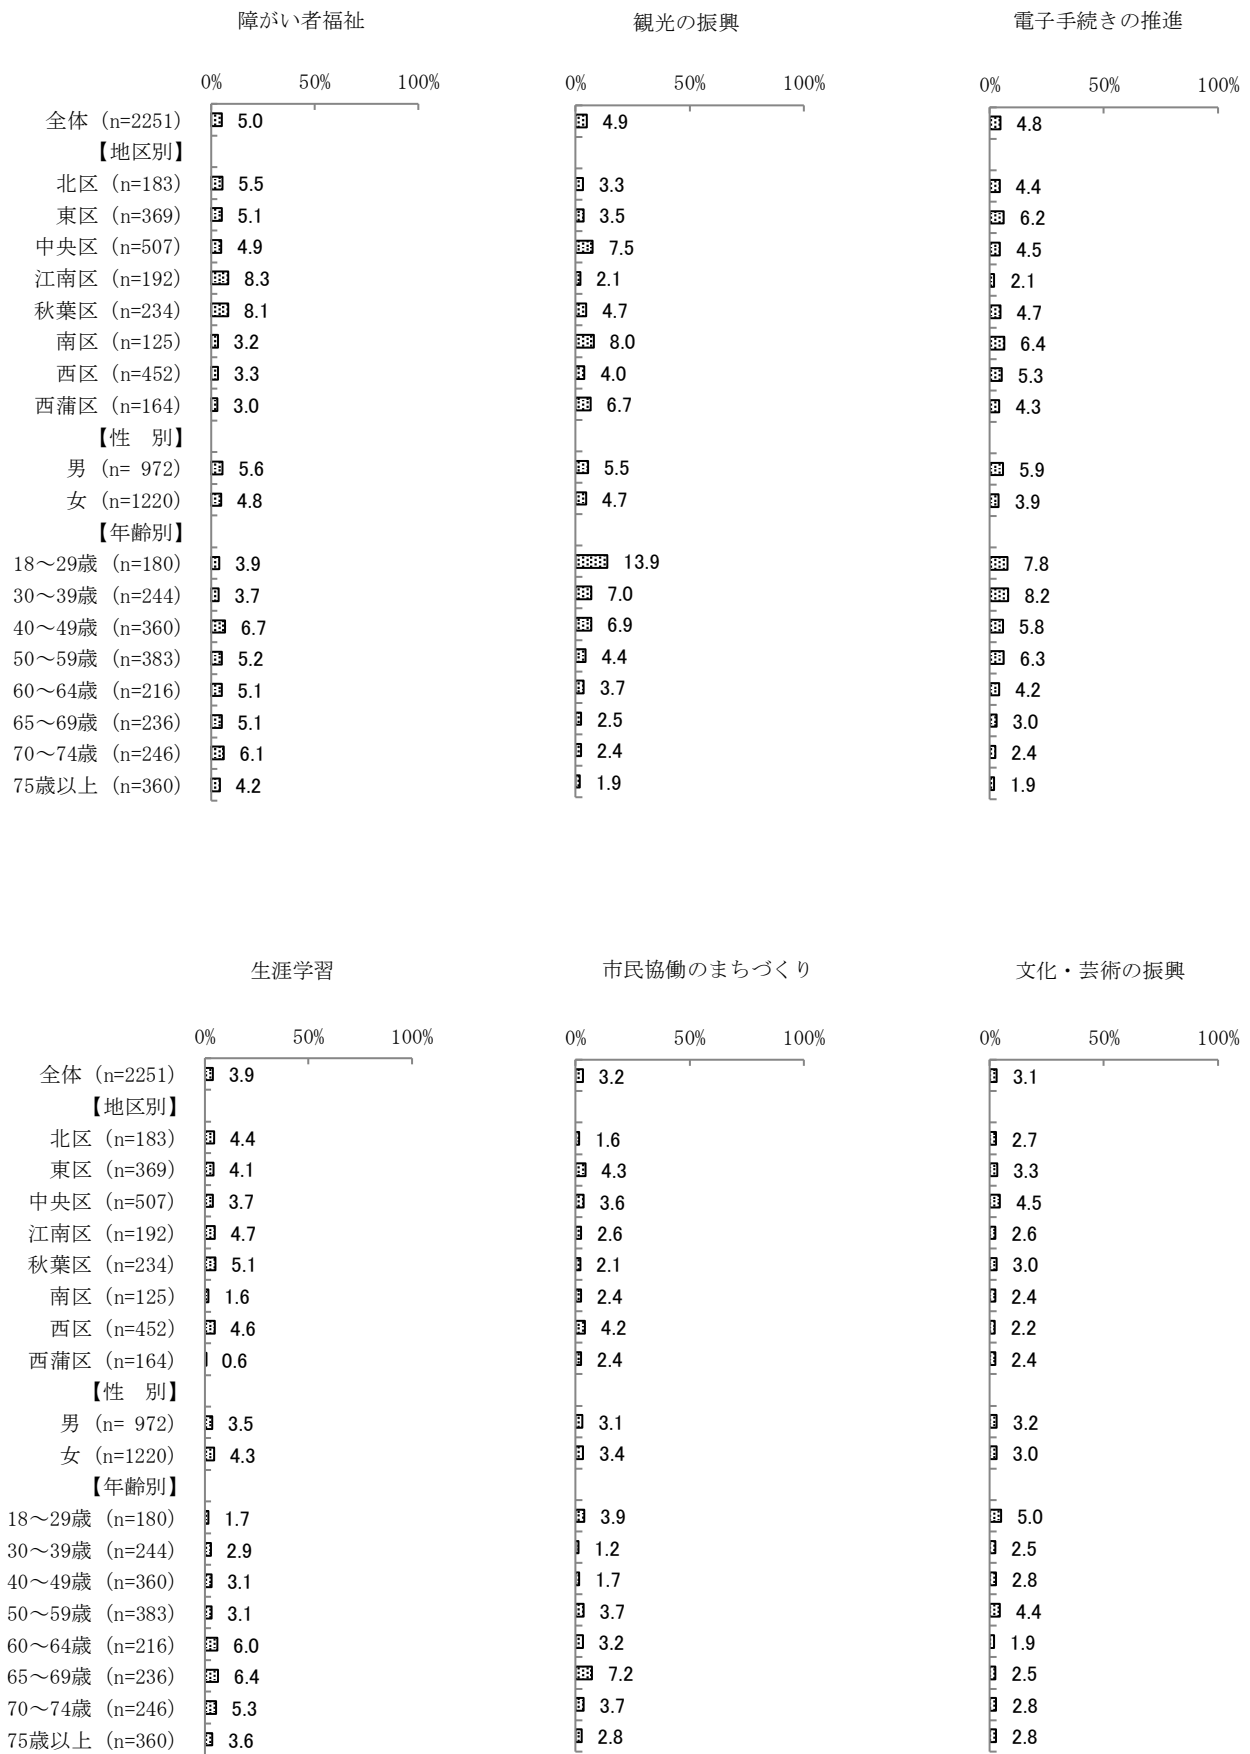 障がい者福祉 観光の振興 電子手続きの推進
0% 50% 100% 0% 50% 100% 0% 50% 100%
全体 (n=2251) 5.0 4.9 4.8
【地区別】
北区 (n=183) 5.5 3.3 4.4
東区 (n=369) 5.1 3.5 6.2
中央区 (n=507) 4.9 7.5 4.5
江南区 (n=192) 8.3 2.1 2.1
秋葉区 (n=234) 8.1 4.7 4.7
南区 (n=125) 3.2 8.0 6.4
西区 (n=452) 3.3 4.0 5.3
西蒲区 (n=164) 3.0 6.7 4.3
【性　別】
男 (n= 972) 5.6 5.5 5.9
女 (n=1220) 4.8 4.7 3.9
【年齢別】
18～29歳 (n=180) 3.9 13.9 7.8
30～39歳 (n=244) 3.7 7.0 8.2
40～49歳 (n=360) 6.7 6.9 5.8
50～59歳 (n=383) 5.2 4.4 6.3
60～64歳 (n=216) 5.1 3.7 4.2
65～69歳 (n=236) 5.1 2.5 3.0
70～74歳 (n=246) 6.1 2.4 2.4
75歳以上 (n=360) 4.2 1.9 1.9
生涯学習 市民協働のまちづくり 文化・芸術の振興
0% 50% 100% 0% 50% 100% 0% 50% 100%
全体 (n=2251) 3.9 3.2 3.1
【地区別】
北区 (n=183) 4.4 1.6 2.7
東区 (n=369) 4.1 4.3 3.3
中央区 (n=507) 3.7 3.6 4.5
江南区 (n=192) 4.7 2.6 2.6
秋葉区 (n=234) 5.1 2.1 3.0
南区 (n=125) 1.6 2.4 2.4
西区 (n=452) 4.6 4.2 2.2
西蒲区 (n=164) 0.6 2.4 2.4
【性　別】
男 (n= 972) 3.5 3.1 3.2
女 (n=1220) 4.3 3.4 3.0
【年齢別】
18～29歳 (n=180) 1.7 3.9 5.0
30～39歳 (n=244) 2.9 1.2 2.5
40～49歳 (n=360) 3.1 1.7 2.8
50～59歳 (n=383) 3.1 3.7 4.4
60～64歳 (n=216) 6.0 3.2 1.9
65～69歳 (n=236) 6.4 7.2 2.5
70～74歳 (n=246) 5.3 3.7 2.8
75歳以上 (n=360) 3.6 2.8 2.8